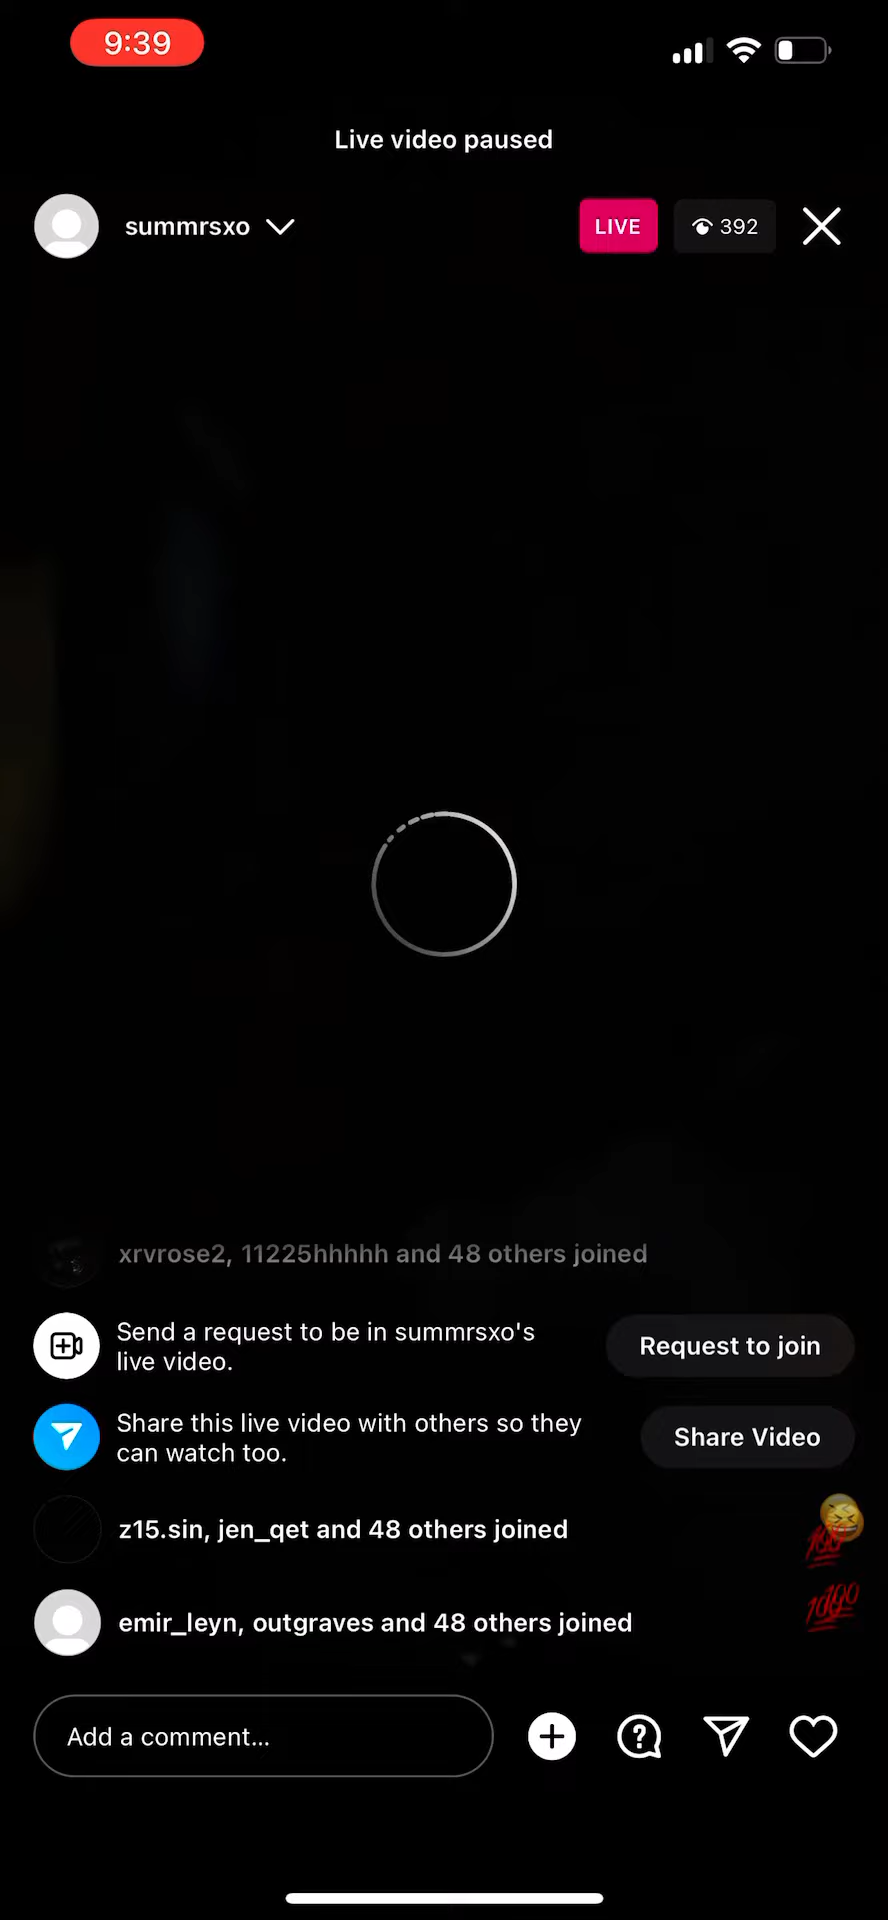 9:39
Live video paused
summrsxo
LIVE
392
xrvrose2, 11225hhhhh and 48 others joined
Send a request to be in summrsxo's
live video.
Request to join
Share this live video with others so they
can watch too.
Share Video
z15.sin, jen_qet and 48 others joined
emir_leyn, outgraves and 48 others joined
Add a comment...